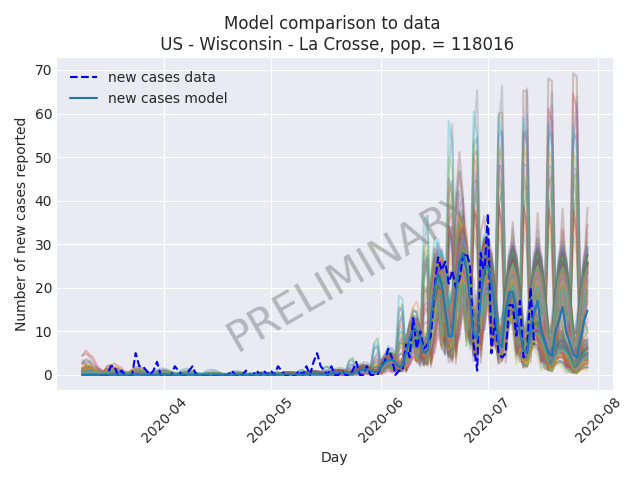 Model comparison to data
US - Wisconsin - La Crosse, pop. = 118016
70
60
50
40
30
20
10
0
Number of new cases reported
new cases data
new cases model
PRELIMINARY
2020-04
2020-05
2020-06
2020-07
2020-08
Day